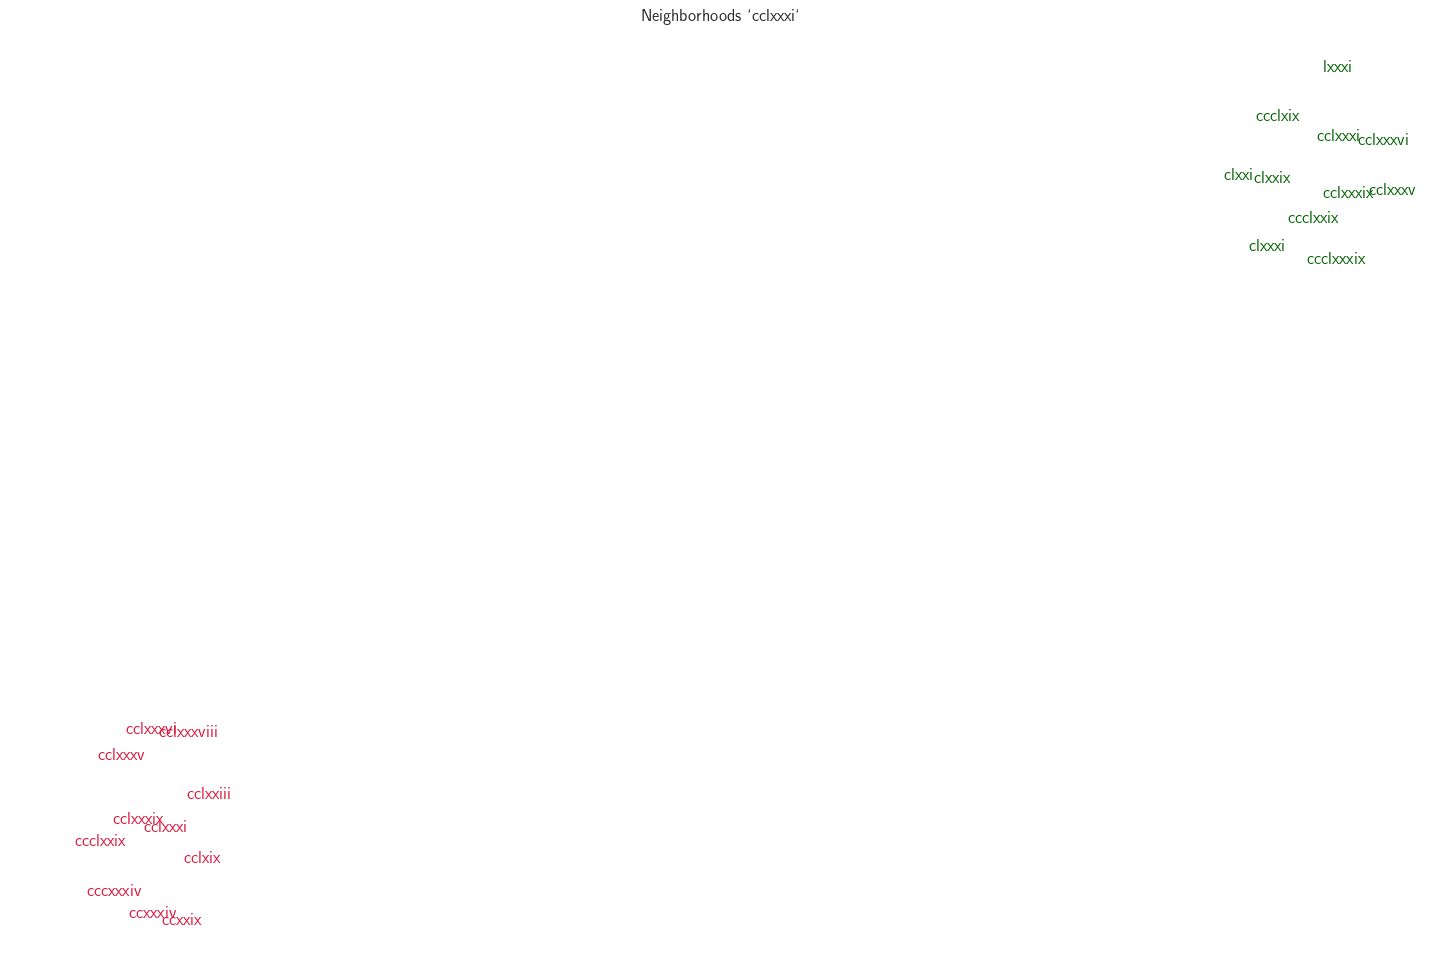 Neighborhoods ‘cclxxxi‘
lxxxi
ccclxix
cclxxxi
cclxxxvi
clxxi
clxxix
cclxxxix
cclxxxv
ccclxxix
clxxxi
ccclxxxix
cclxxxvi
cclxxxviii
cclxxxv
cclxxiii
cclxxxix
cclxxxi
ccclxxix
cclxix
cccxxxiv
ccxxxiv
ccxxix